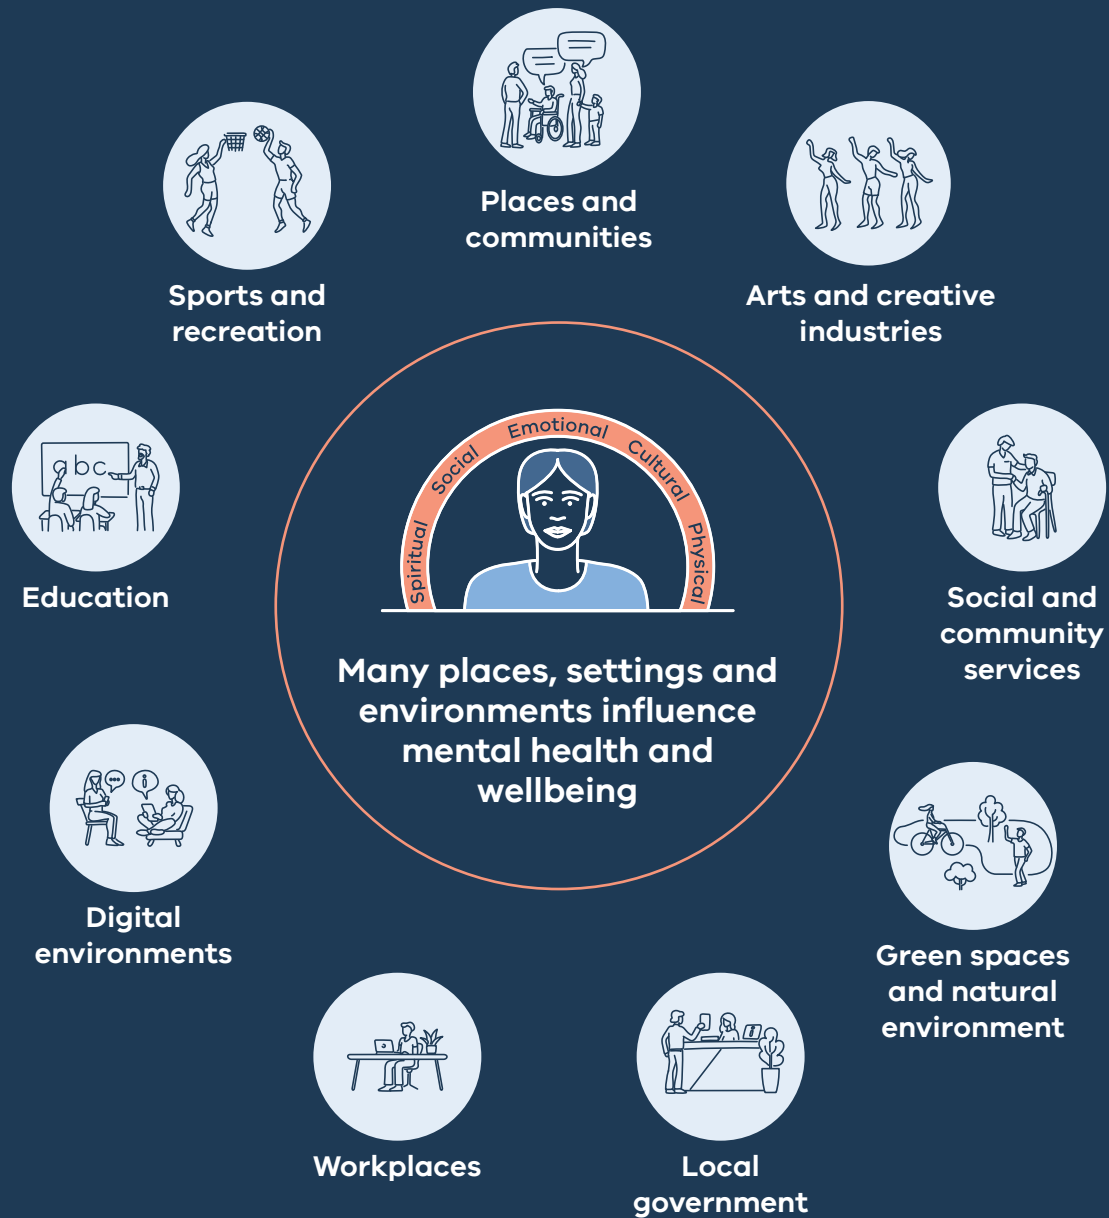 Places and
communities
Sports and
recreation
Arts and creative
industries
Spiritual Social Emotional Cultural Physical
abc
Education
Social and
community
services
Many places, settings and
environments influence
mental health and
wellbeing
i
Digital
environments
Green spaces
and natural
environment
i
Workplaces
Local
government